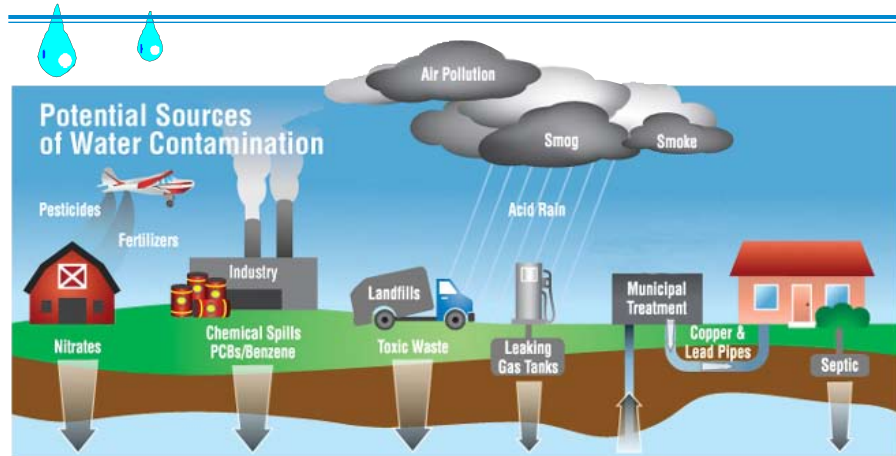 Potential Sources
of Water Contamination
Air Pollution
Smog
Smoke
Acid Rain
Pesticides
Fertilizers
Industry
Landfills
Municipal
Treatment
Nitrates
Chemical Spills
PCBs/Benzene
Toxic Waste
Leaking
Gas Tanks
Copper &
Lead Pipes
Septic